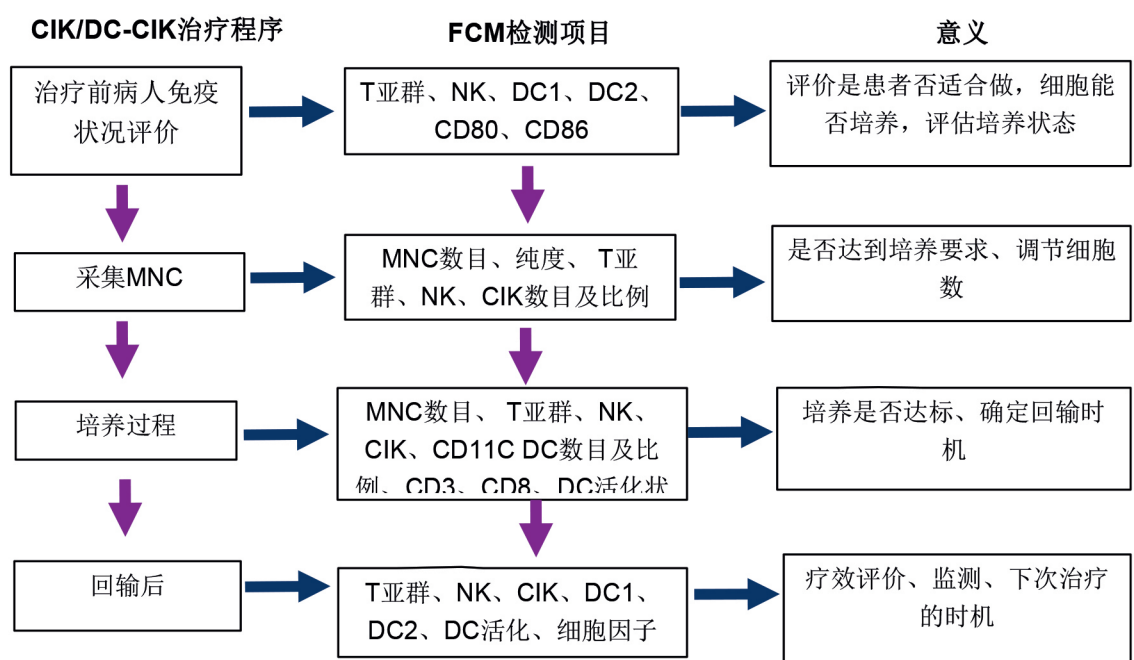 CIK/DC-CIK治疗程序
FCM检测项目
意义
治疗前病人免疫
状况评价
T亚群、NK、DC1、DC2、
CD80、CD86
评价是患者否适合做，细胞能
否培养，评估培养状态
采集MNC
MNC数目、纯度、 T亚
群、NK、CIK数目及比例
是否达到培养要求、调节细胞
数
培养过程
MNC数目、 T亚群、NK、
CIK、CD11C DC数目及比
例、CD3、CD8、DC活化状
培养是否达标、确定回输时
机
回输后
T亚群、NK、CIK、DC1、
DC2、DC活化、细胞因子
疗效评价、监测、下次治疗
的时机